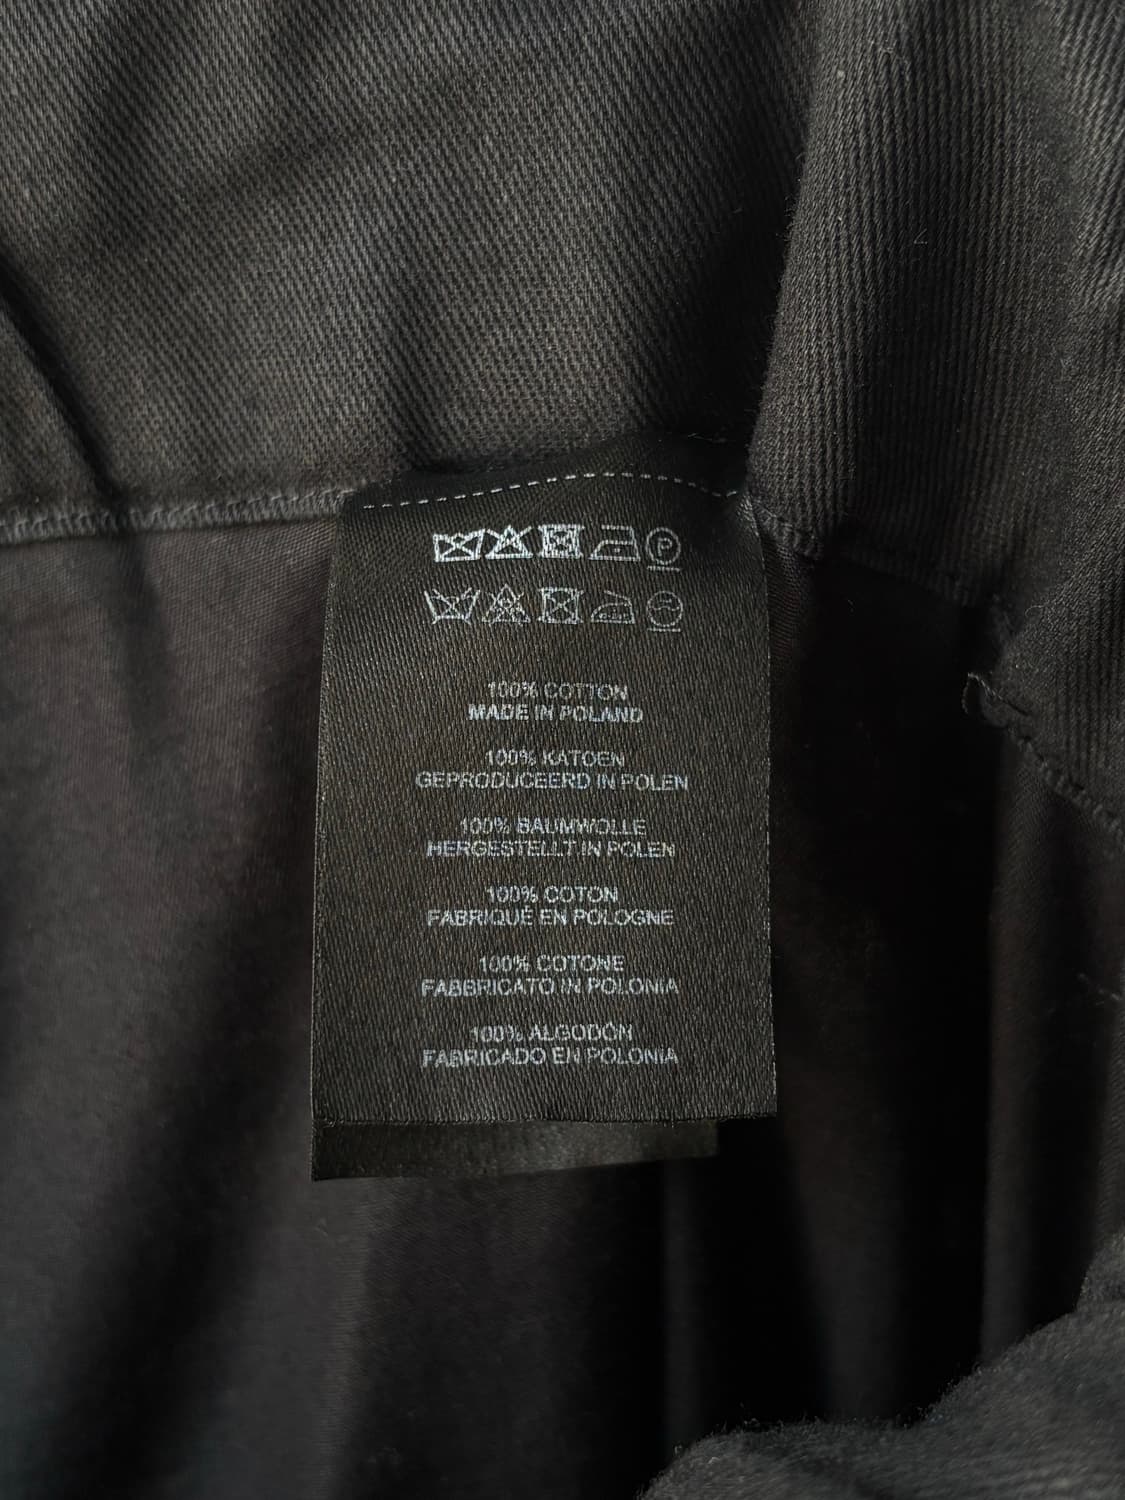 P
100% COTTON
MADE IN POLAND
100% KATOEN
GEPRODUCEERD IN POLEN
100% BAUMWOLLE
HERGESTELLT IN POLEN
100% COTON
FABRIQUÉ EN POLOGNE
100% COTONE
FABBRICATO IN POLONIA
100% ALGODÓN
FABRICADO EN POLONIA